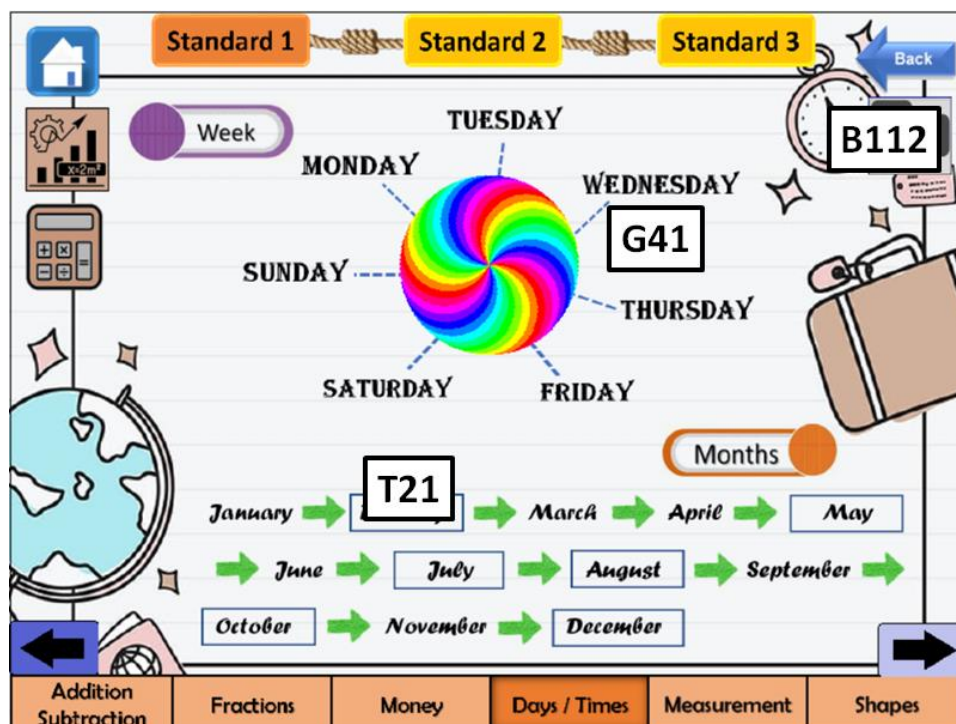 Standard 1
Standard 2
Standard 3
Back
Week
x=2m²
B112
TUESDAY
MONDAY
WEDNESDAY
G41
SUNDAY
THURSDAY
SATURDAY
FRIDAY
Months
T21
January
March
April
May
June
July
August
September
October
November
December
Addition
Subtraction
Fractions
Money
Days / Times
Measurement
Shapes